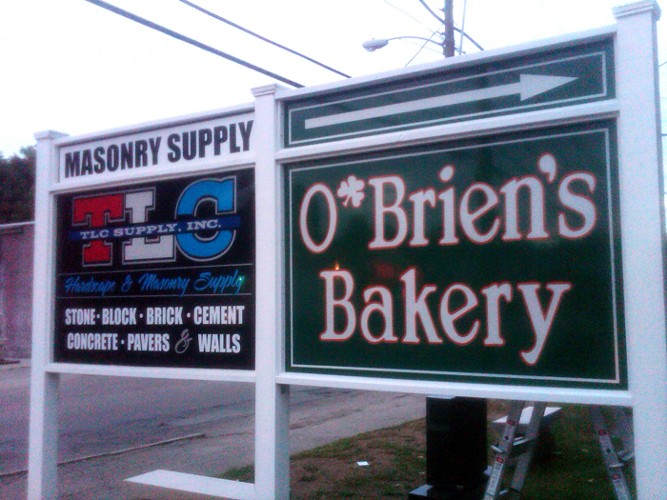 MASONRY SUPPLY
TLC
TLC SUPPLY, INC.
Hardscape & Masonry Supply
STONE · BLOCK · BRICK · CEMENT
CONCRETE · PAVERS & WALLS
O'Brien's
Bakery